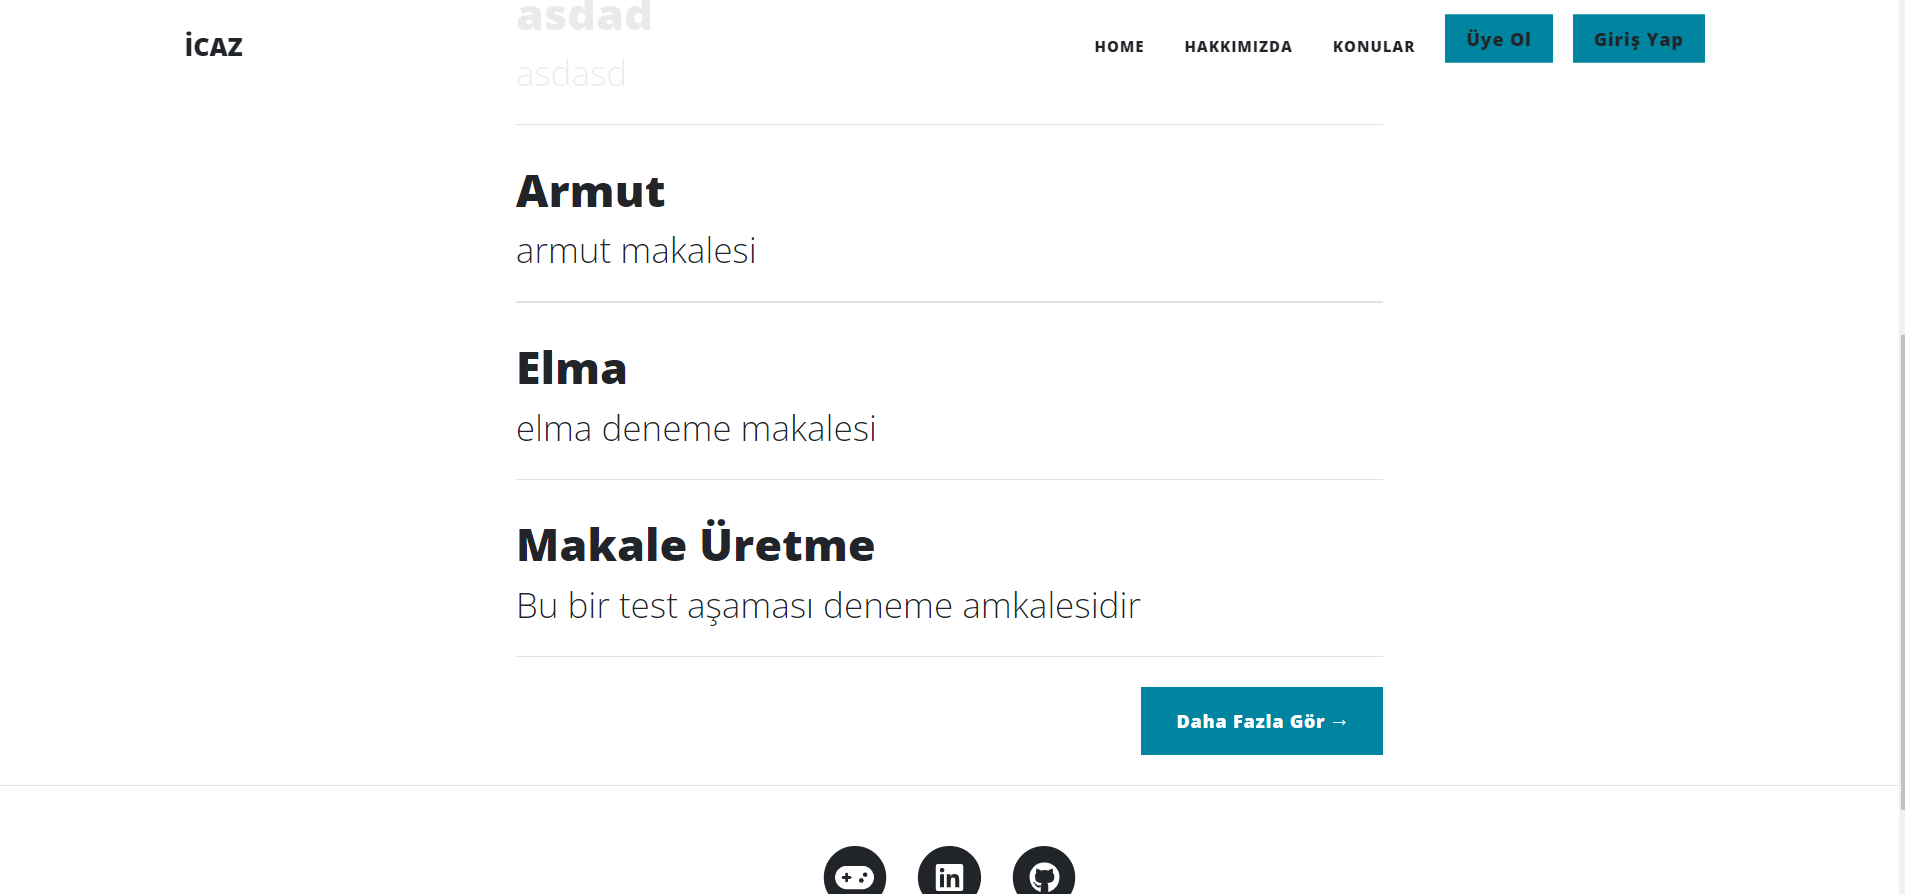 asdad
İCAZ
HOME
HAKKIMIZDA
KONULAR
Üye Ol
Giriş Yap
asdasd
Armut
armut makalesi
Elma
elma deneme makalesi
Makale Üretme
Bu bir test aşaması deneme amkalesidir
Daha Fazla Gör →